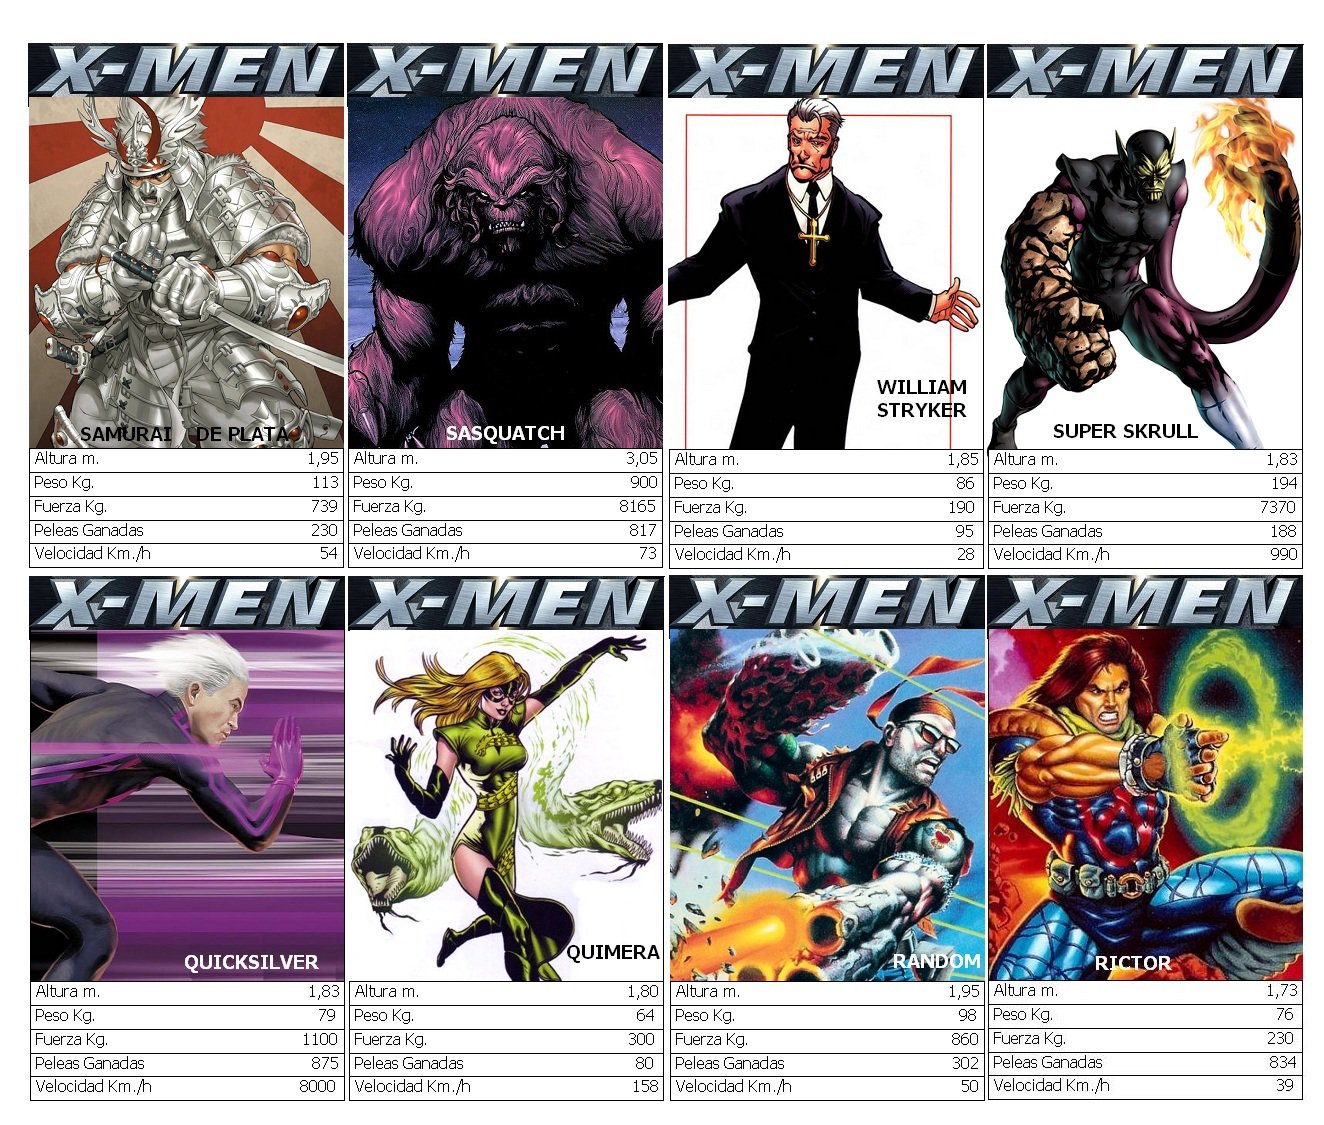 X-MEN
SAMURAI DE PLATA
Altura m. 1,95
Peso Kg. 113
Fuerza Kg. 739
Peleas Ganadas 230
Velocidad Km./h 54
X-MEN
SASQUATCH
Altura m. 3,05
Peso Kg. 900
Fuerza Kg. 8165
Peleas Ganadas 817
Velocidad Km./h 73
X-MEN
WILLIAM
STRYKER
Altura m. 1,85
Peso Kg. 86
Fuerza Kg. 190
Peleas Ganadas 95
Velocidad Km./h 28
X-MEN
SUPER SKRULL
Altura m. 1,83
Peso Kg. 194
Fuerza Kg. 7370
Peleas Ganadas 188
Velocidad Km./h 990
X-MEN
QUICKSILVER
Altura m. 1,83
Peso Kg. 79
Fuerza Kg. 1100
Peleas Ganadas 875
Velocidad Km./h 8000
X-MEN
QUIMERA
Altura m. 1,80
Peso Kg. 64
Fuerza Kg. 300
Peleas Ganadas 80
Velocidad Km./h 158
X-MEN
RANDOM
Altura m. 1,95
Peso Kg. 98
Fuerza Kg. 860
Peleas Ganadas 302
Velocidad Km./h 50
X-MEN
RICTOR
Altura m. 1,73
Peso Kg. 76
Fuerza Kg. 230
Peleas Ganadas 834
Velocidad Km./h 39